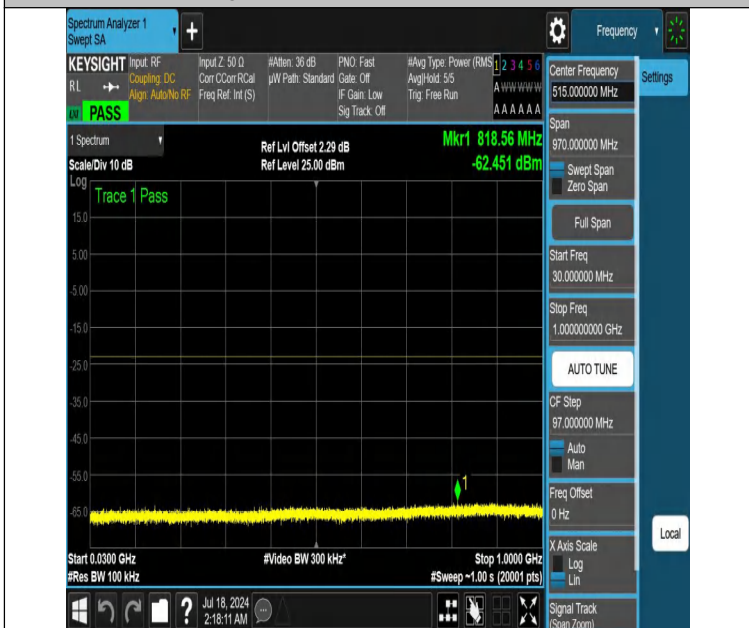 Spectrum Analyzer 1
Swept SA
+
Frequency
KEYSIGHT
RL
LXI
PASS
Input: RF
Coupling: DC
Align: Auto/No RF
Input Z: 50 Ω
Corr CCorr RCal
Freq Ref: Int (S)
#Atten: 36 dB
µW Path: Standard
PNO: Fast
Gate: Off
IF Gain: Low
Sig Track: Off
#Avg Type: Power (RMS
Avg|Hold: 5/5
Trig: Free Run
1 2 3 4 5 6
A W W W W W
A A A A A A
1 Spectrum
Scale/Div 10 dB
Ref Lvl Offset 2.29 dB
Ref Level 25.00 dBm
Mkr1 818.56 MHz
-62.451 dBm
Log
Trace 1 Pass
15.0
5.00
-5.00
-15.0
-25.0
-35.0
-45.0
-55.0
-65.0
1
Start 0.0300 GHz
#Res BW 100 kHz
#Video BW 300 kHz*
Stop 1.0000 GHz
#Sweep ~1.00 s (20001 pts)
Center Frequency
515.000000 MHz
Settings
Span
970.000000 MHz
Swept Span
Zero Span
Full Span
Start Freq
30.000000 MHz
Stop Freq
1.000000000 GHz
AUTO TUNE
CF Step
97.000000 MHz
Auto
Man
Freq Offset
0 Hz
X Axis Scale
Log
Lin
Signal Track
(Span Zoom)
Local
?
Jul 18, 2024
2:18:11 AM